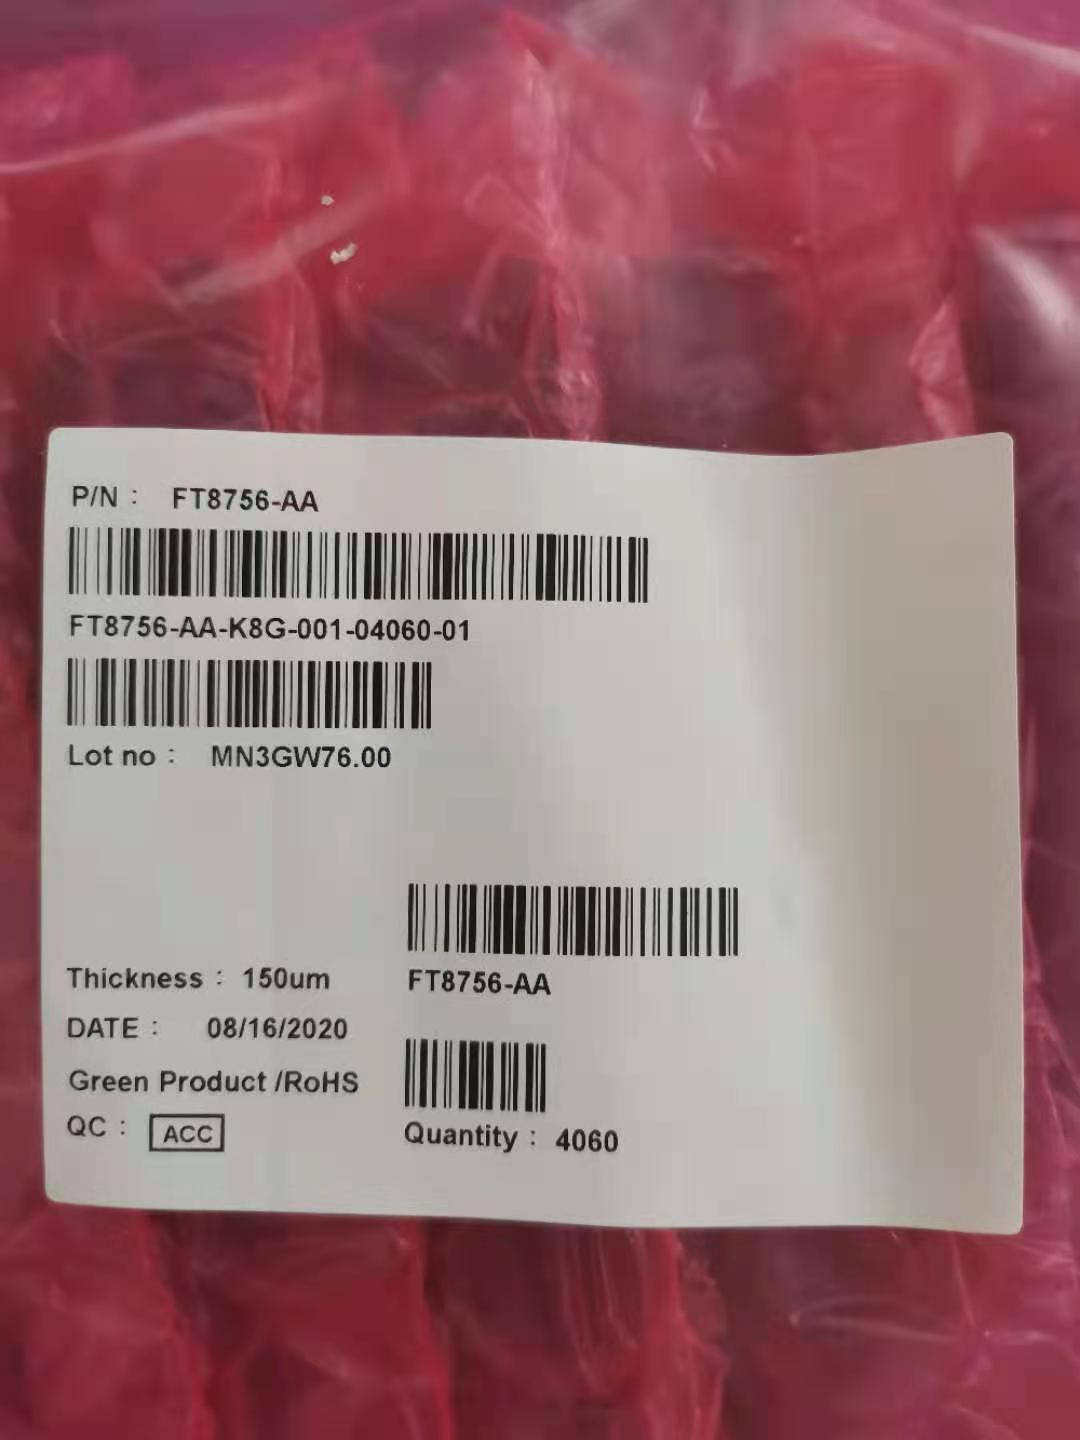 P/N : FT8756-AA
FT8756-AA-K8G-001-04060-01
Lot no : MN3GW76.00
Thickness : 150um
FT8756-AA
DATE : 08/16/2020
Green Product /RoHS
QC : ACC
Quantity : 4060